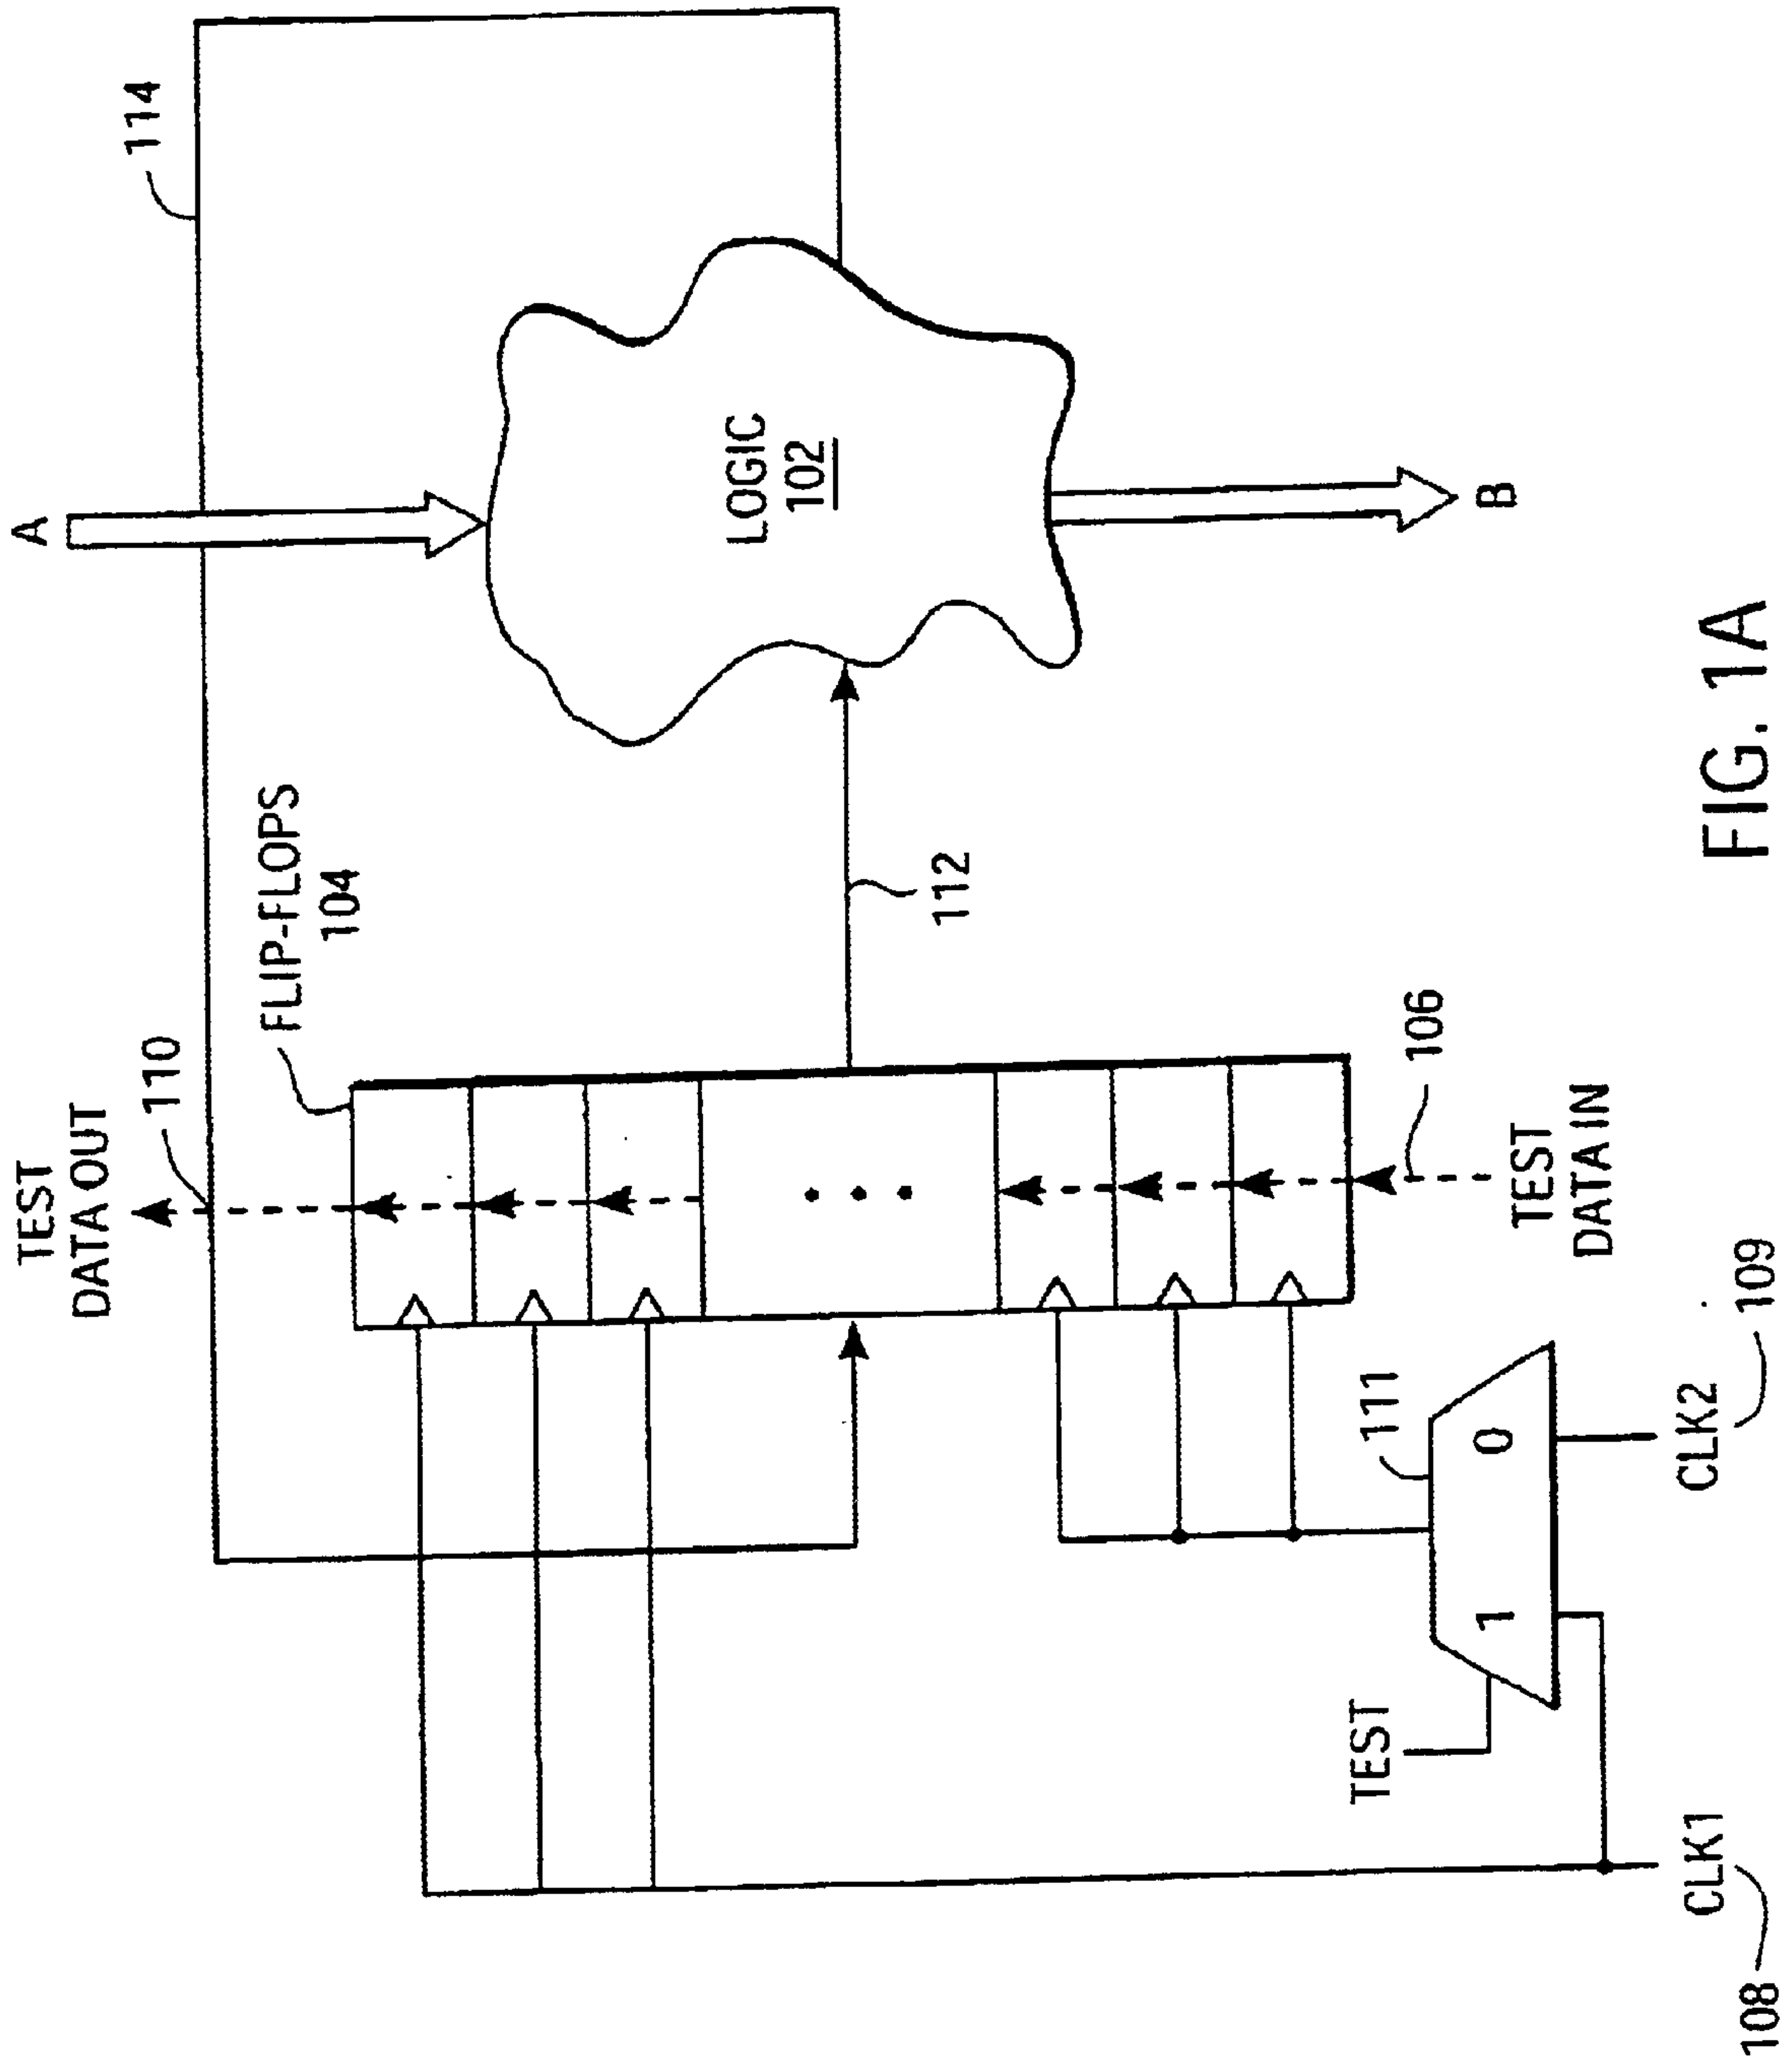 A
114
TEST
DATA OUT
110
FLIP-FLOPS
104
LOGIC
102
112
B
106
TEST
DATA IN
111
1
0
TEST
CLK1
108
CLK2
109
FIG. 1A